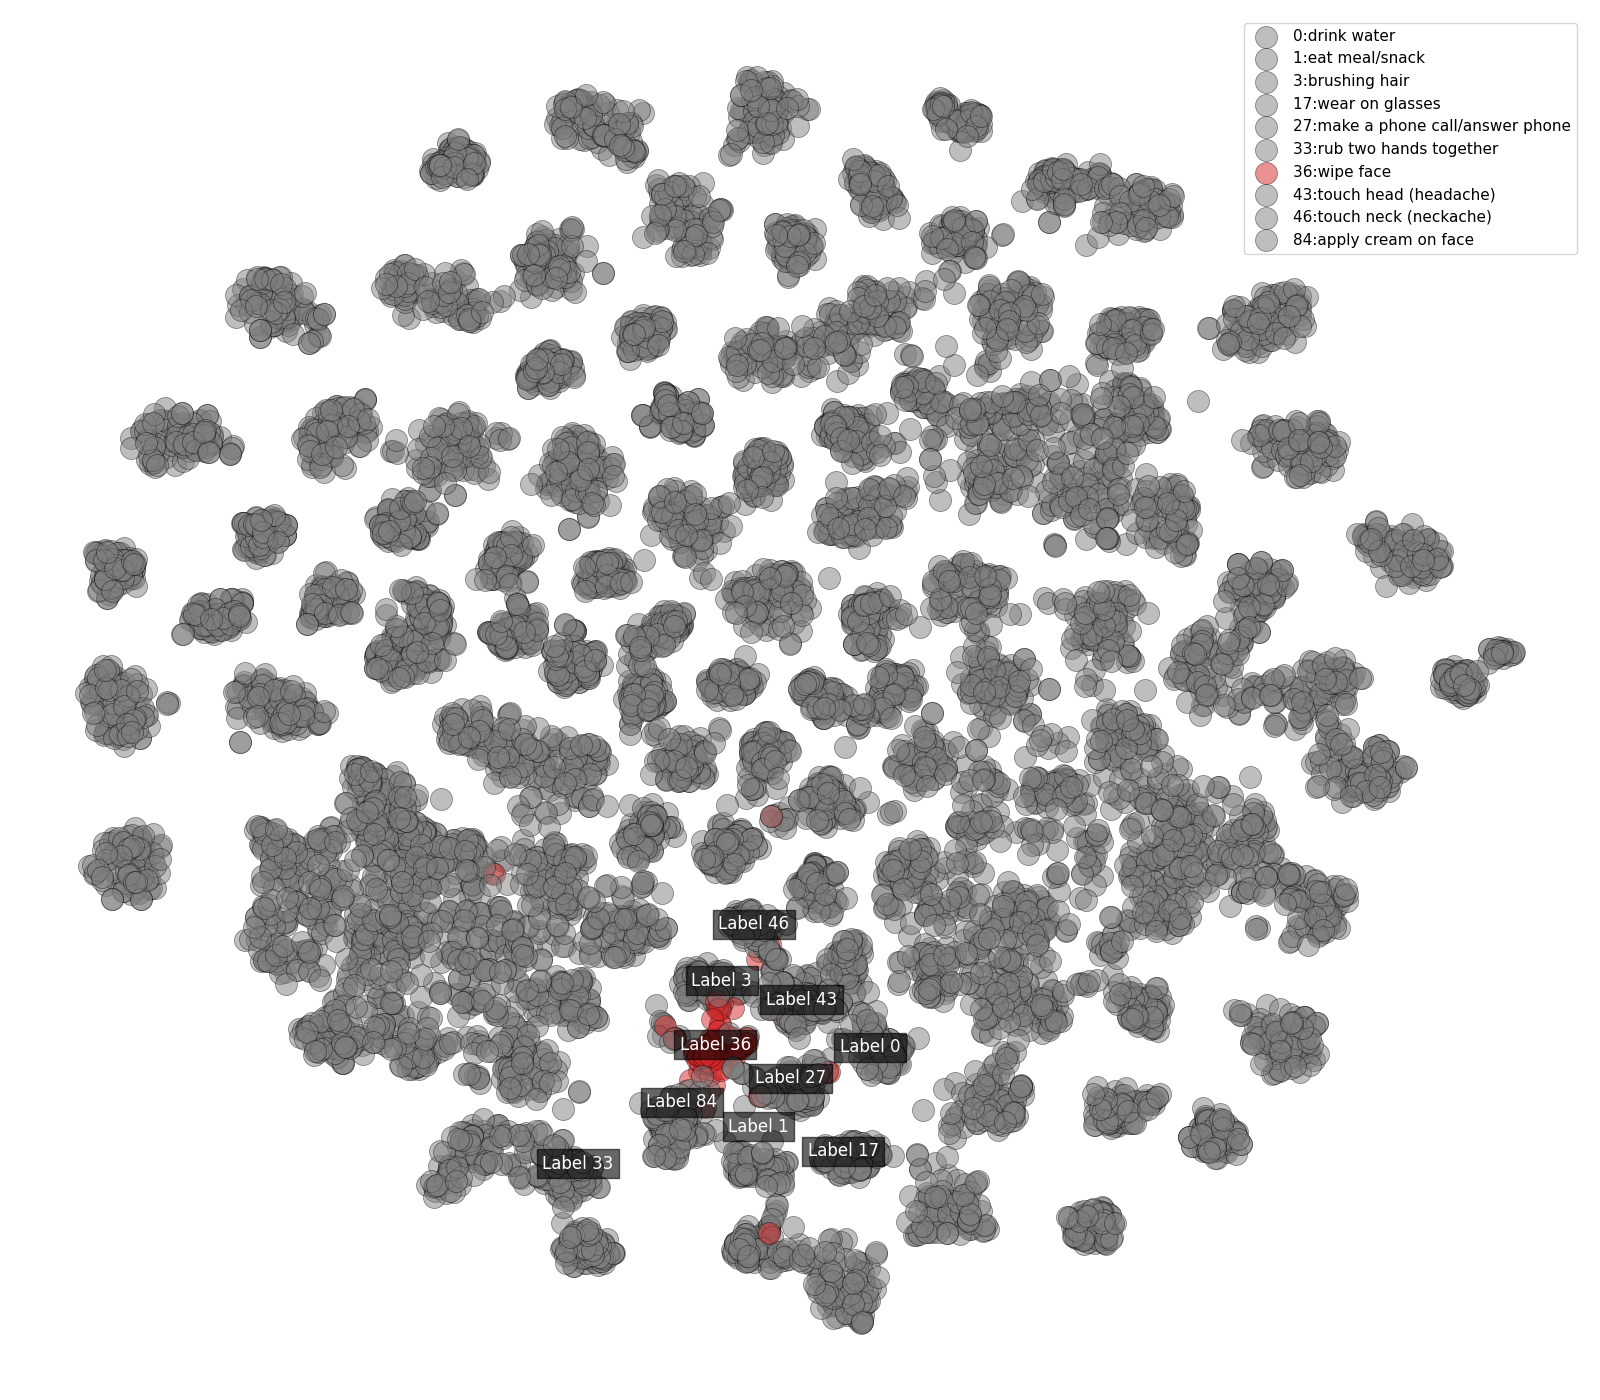 0:drink water
1:eat meal/snack
3:brushing hair
17:wear on glasses
27:make a phone call/answer phone
33:rub two hands together
36:wipe face
43:touch head (headache)
46:touch neck (neckache)
84:apply cream on face
Label 46
Label 3
Label 43
Label 36
Label 0
Label 27
Label 84
Label 1
Label 17
Label 33